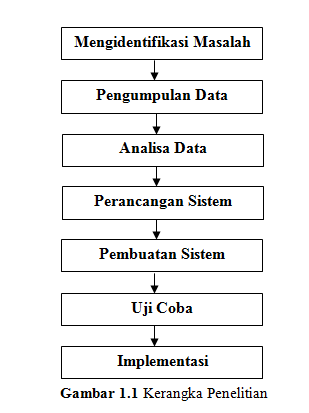 Mengidentifikasi Masalah
Pengumpulan Data
Analisa Data
Perancangan Sistem
Pembuatan Sistem
Uji Coba
Implementasi
Gambar 1.1 Kerangka Penelitian